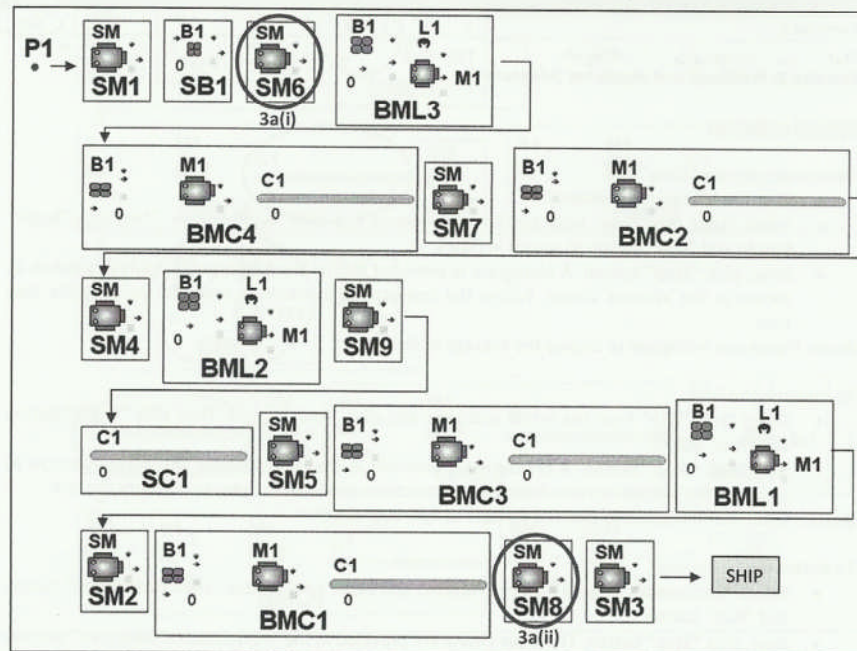 P1
SM
SM1
B1
0
SB1
SM
SM6
3a(i)
B1
L1
0
M1
BML3
B1
M1
C1
0
0
BMC4
SM
SM7
B1
M1
C1
0
0
BMC2
SM
SM4
B1
L1
0
M1
BML2
SM
SM9
C1
0
SC1
SM
SM5
B1
M1
C1
0
0
BMC3
B1
L1
0
M1
BML1
SM
SM2
B1
M1
C1
0
0
BMC1
SM
SM8
3a(ii)
SM
SM3
SHIP